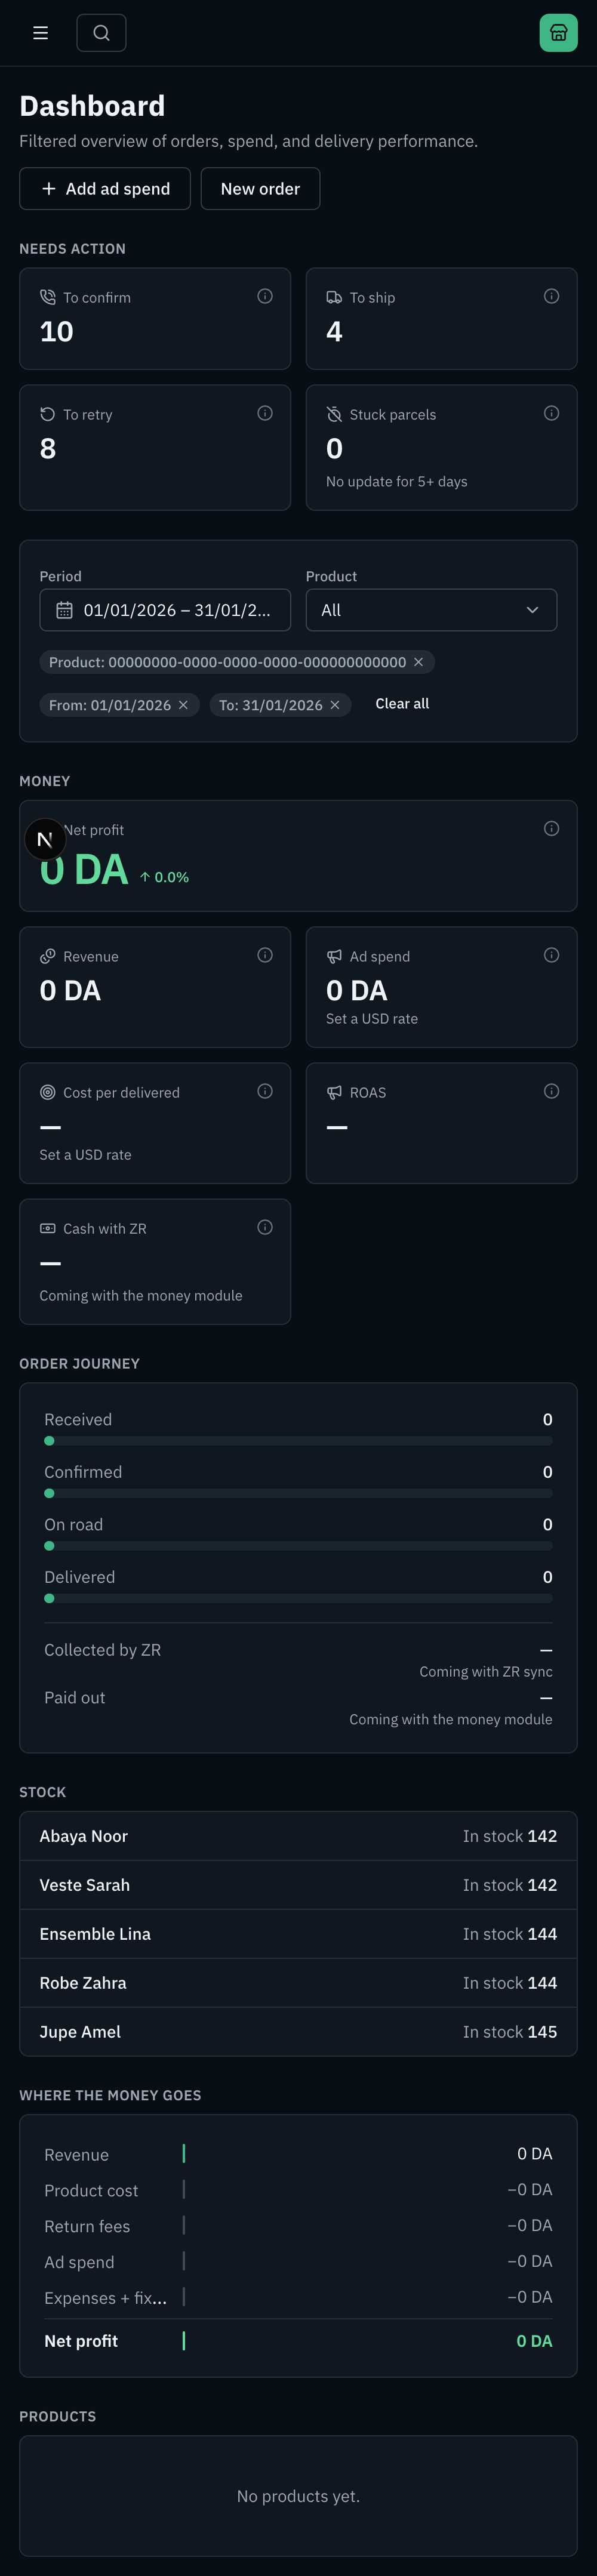 Dashboard
Filtered overview of orders, spend, and delivery performance.
+ Add ad spend
New order
NEEDS ACTION
To confirm
10
To ship
4
To retry
8
Stuck parcels
0
No update for 5+ days
Period
01/01/2026 – 31/01/2...
Product
All
Product: 00000000-0000-0000-0000-000000000000 ×
From: 01/01/2026 × To: 31/01/2026 × Clear all
MONEY
N
Net profit
0 DA ↑ 0.0%
Revenue
0 DA
Ad spend
0 DA
Set a USD rate
Cost per delivered
—
Set a USD rate
ROAS
—
Cash with ZR
—
Coming with the money module
ORDER JOURNEY
Received 0
Confirmed 0
On road 0
Delivered 0
Collected by ZR —
Coming with ZR sync
Paid out —
Coming with the money module
STOCK
Abaya Noor In stock 142
Veste Sarah In stock 142
Ensemble Lina In stock 144
Robe Zahra In stock 144
Jupe Amel In stock 145
WHERE THE MONEY GOES
Revenue 0 DA
Product cost −0 DA
Return fees −0 DA
Ad spend −0 DA
Expenses + fix... −0 DA
Net profit 0 DA
PRODUCTS
No products yet.